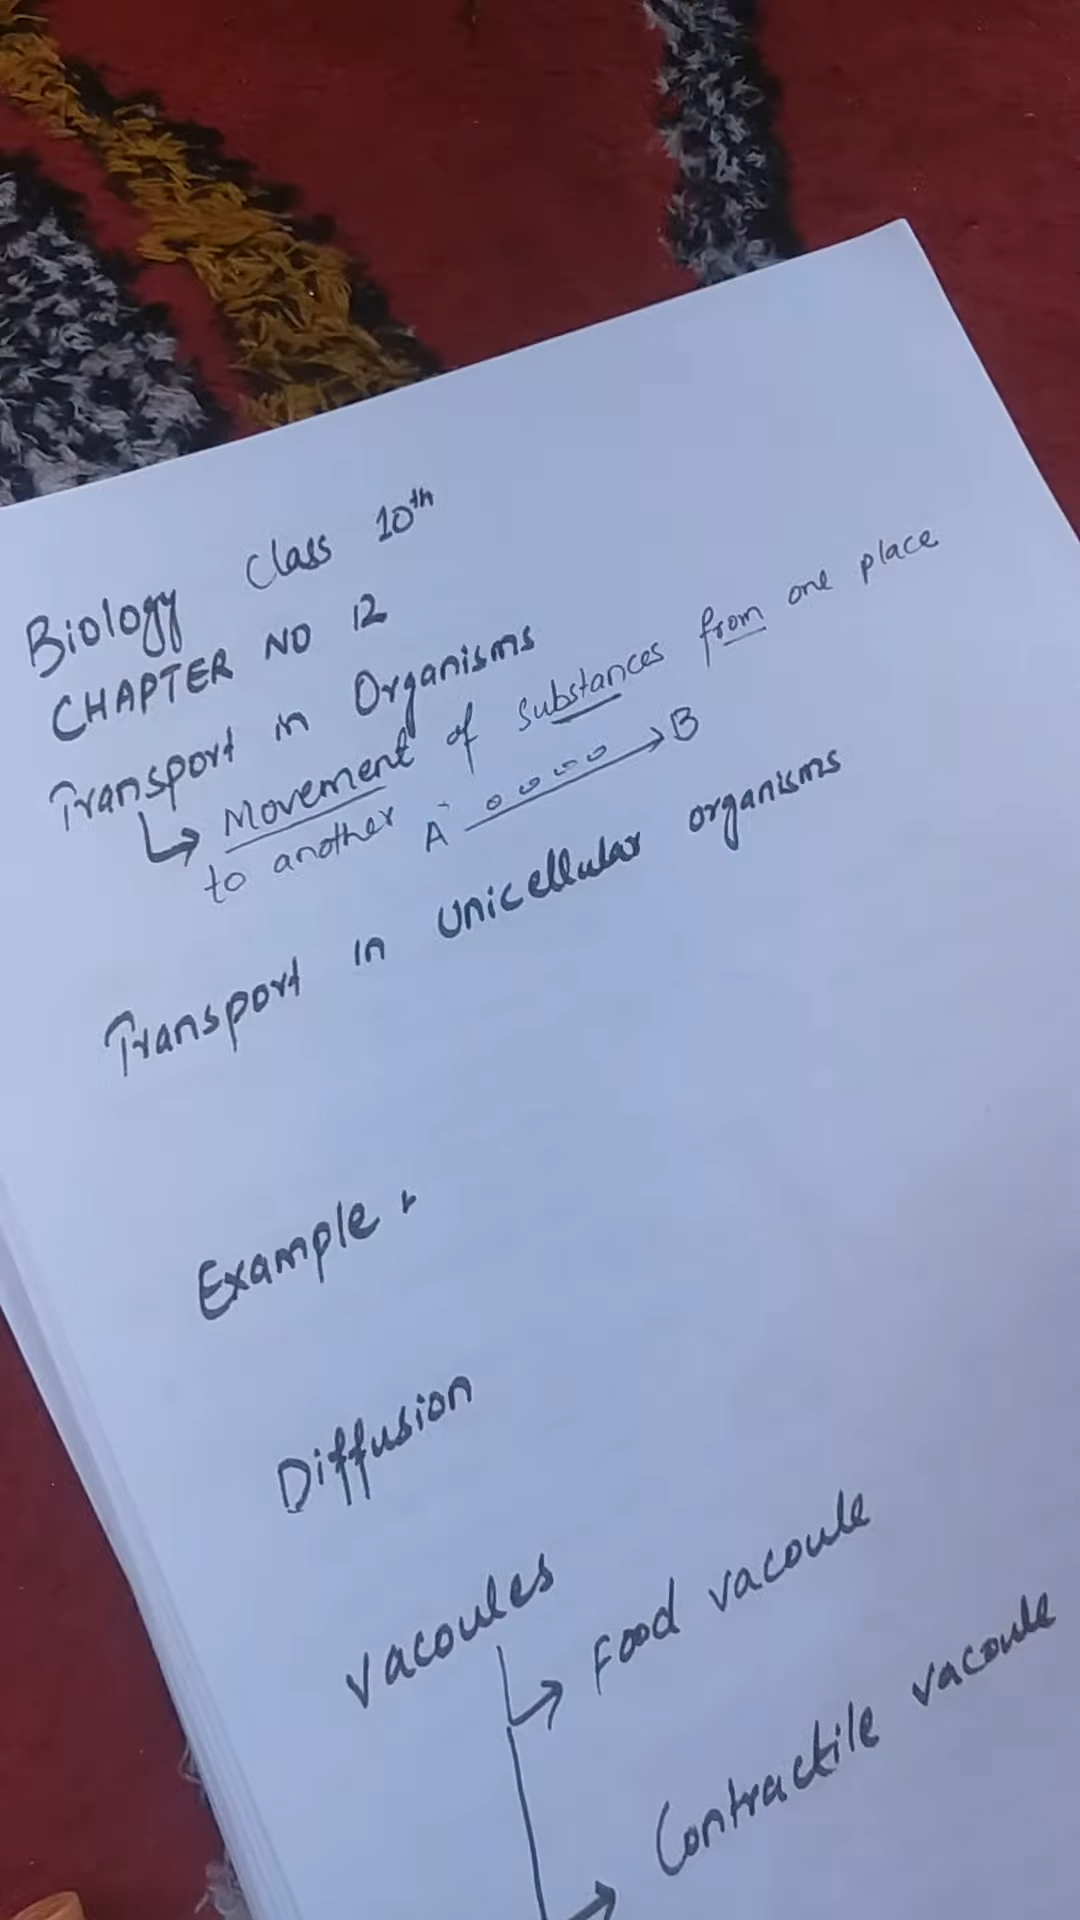 Biology Class 10th
CHAPTER NO 12
Transport in Organisms
Movement of substances from one place
to another A B
Transport in Unicellular organisms
Example
Diffusion
vacoules
Food vacoule
Contractile vacoule